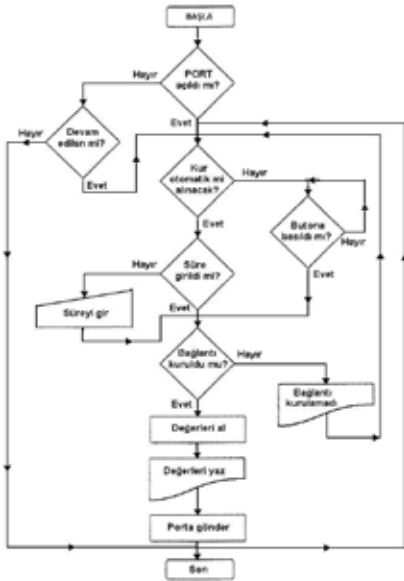 BAŞLA
Hayır
PORT
açıldı mı?
Hayır
Devam
edilsin mi?
Evet
Evet
Kur
otomatik mi
alınacak?
Hayır
Evet
Butona
basıldı mı?
Hayır
Evet
Hayır
Süre
girildi mi?
Süreyi gir
Evet
Bağlantı
kuruldu mu?
Hayır
Bağlantı
kurulamadı
Evet
Değerleri al
Değerleri yaz
Porta gönder
Son